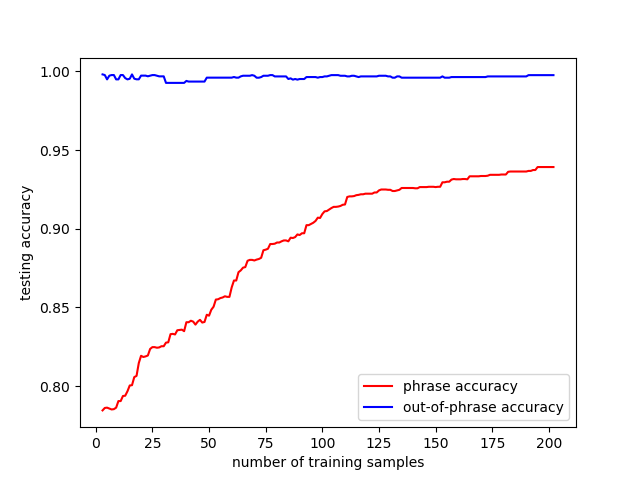 1.00
0.95
0.90
0.85
0.80
testing accuracy
phrase accuracy
out-of-phrase accuracy
0 25 50 75 100 125 150 175 200
number of training samples